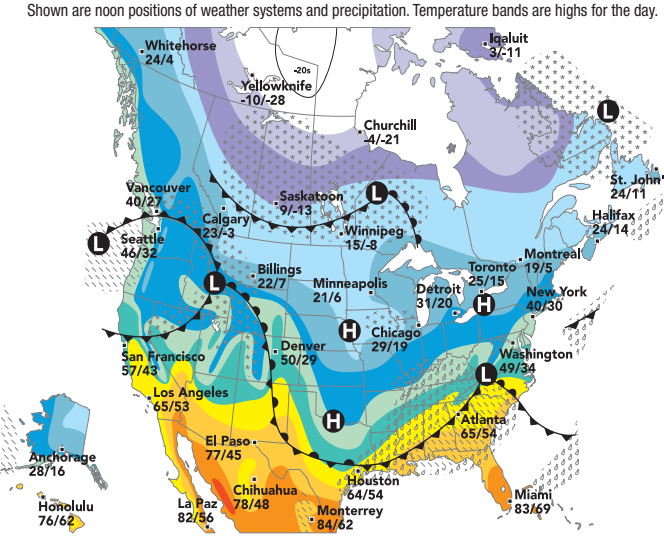 Shown are noon positions of weather systems and precipitation. Temperature bands are highs for the day.
Whitehorse
24/4
Iqaluit
3/-11
-20s
Yellowknife
-10/-28
L
Churchill
-4/-21
St. John'
24/11
Vancouver
40/27
Saskatoon
9/-13
L
Halifax
24/14
Calgary
23/-3
Winnipeg
15/-8
L
Seattle
46/32
Montreal
19/5
Toronto
25/15
Billings
22/7
L
Minneapolis
21/6
Detroit
31/20
H
New York
40/30
H
Chicago
29/19
Denver
50/29
San Francisco
57/43
Washington
49/34
L
Los Angeles
65/53
H
Atlanta
65/54
El Paso
77/45
Anchorage
28/16
Houston
64/54
Chihuahua
78/48
Miami
83/69
Honolulu
76/62
La Paz
82/56
Monterrey
84/62